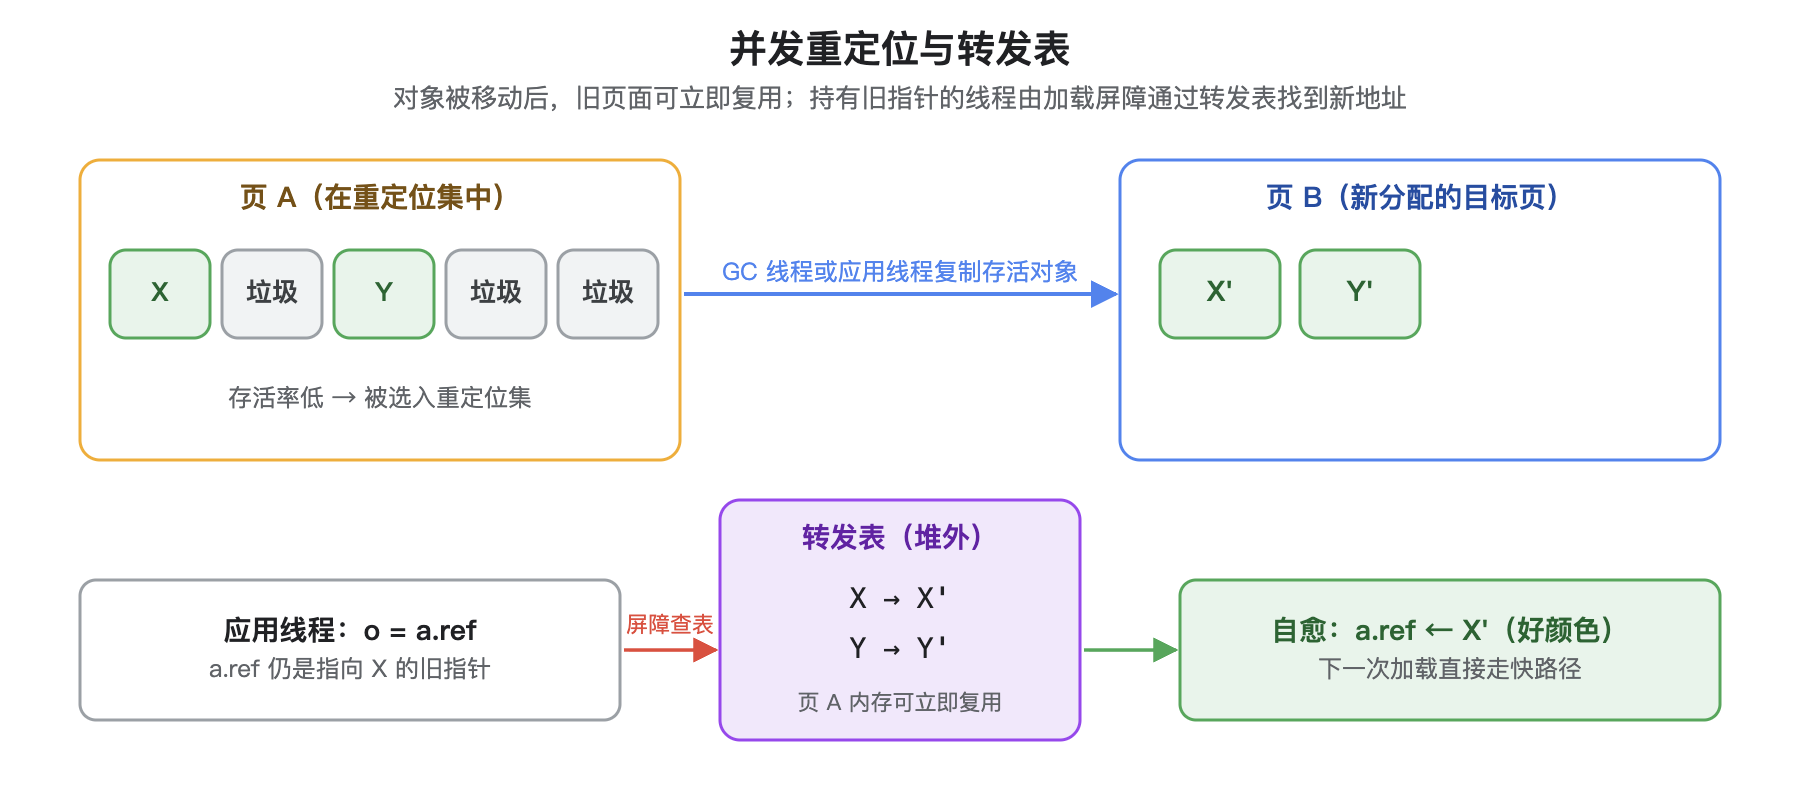 并发重定位与转发表
对象被移动后，旧页面可立即复用；持有旧指针的线程由加载屏障通过转发表找到新地址
页 A（在重定位集中）
X
垃圾
Y
垃圾
垃圾
存活率低 → 被选入重定位集
GC 线程或应用线程复制存活对象
页 B（新分配的目标页）
X'
Y'
应用线程：o = a.ref
a.ref 仍是指向 X 的旧指针
屏障查表
转发表（堆外）
X → X'
Y → Y'
页 A 内存可立即复用
自愈：a.ref ← X'（好颜色）
下一次加载直接走快路径